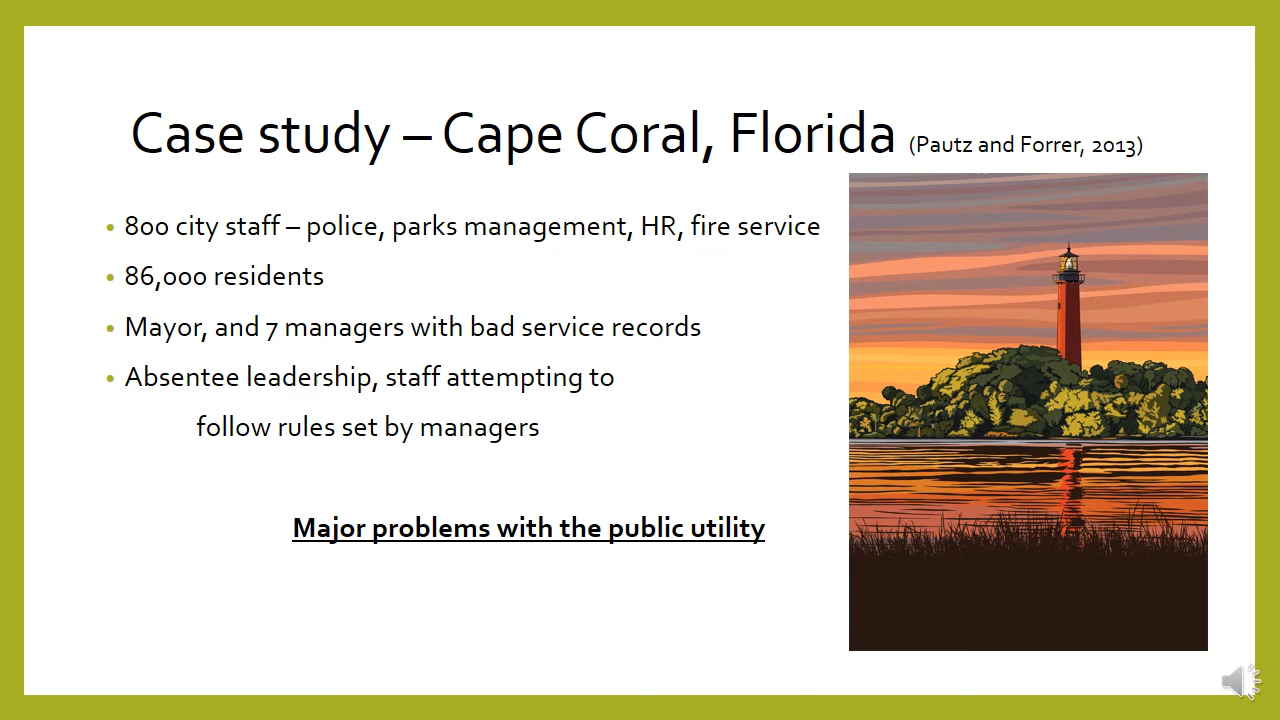 Case study – Cape Coral, Florida (Pautz and Forrer, 2013)
• 800 city staff – police, parks management, HR, fire service
• 86,000 residents
• Mayor, and 7 managers with bad service records
• Absentee leadership, staff attempting to
follow rules set by managers
Major problems with the public utility